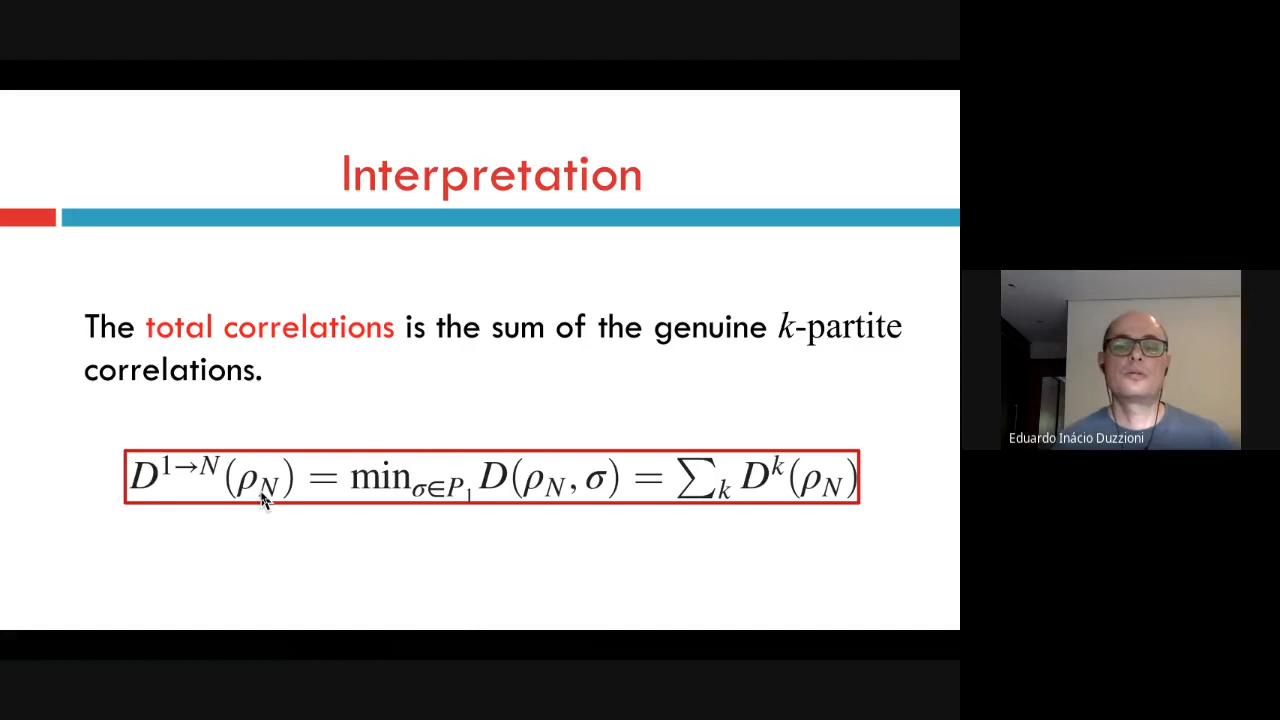 Interpretation
The total correlations is the sum of the genuine k-partite
correlations.
D^{1→N}(ρ_N) = min_{σ∈P_1} D(ρ_N, σ) = ∑_k D^k(ρ_N)
Eduardo Inácio Duzzioni